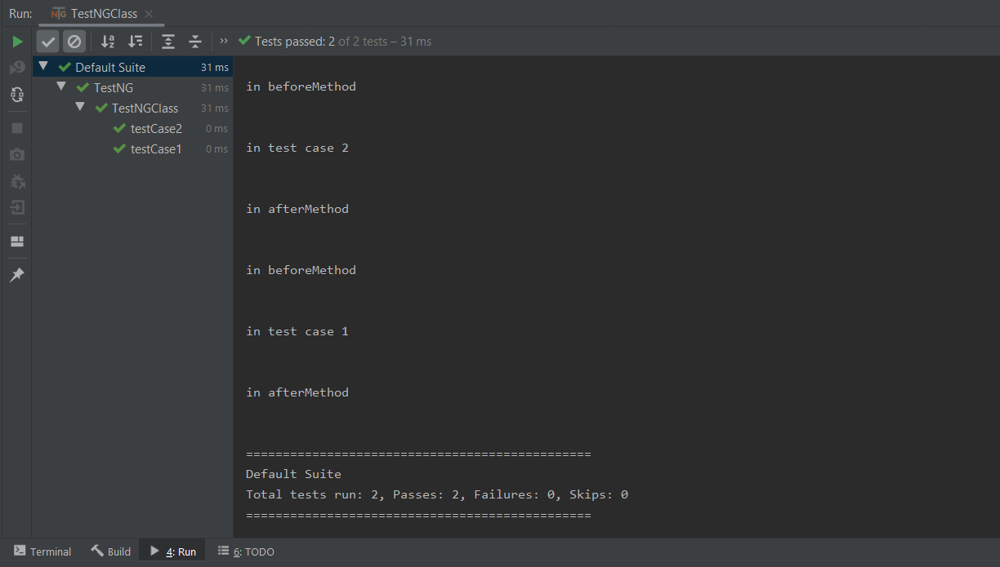 Run: NTG TestNGClass ×
» Tests passed: 2 of 2 tests – 31 ms
Default Suite 31 ms
TestNG 31 ms
TestNGClass 31 ms
testCase2 0 ms
testCase1 0 ms
in beforeMethod
in test case 2
in afterMethod
in beforeMethod
in test case 1
in afterMethod
===============================================
Default Suite
Total tests run: 2, Passes: 2, Failures: 0, Skips: 0
===============================================
Terminal Build 4: Run 6: TODO